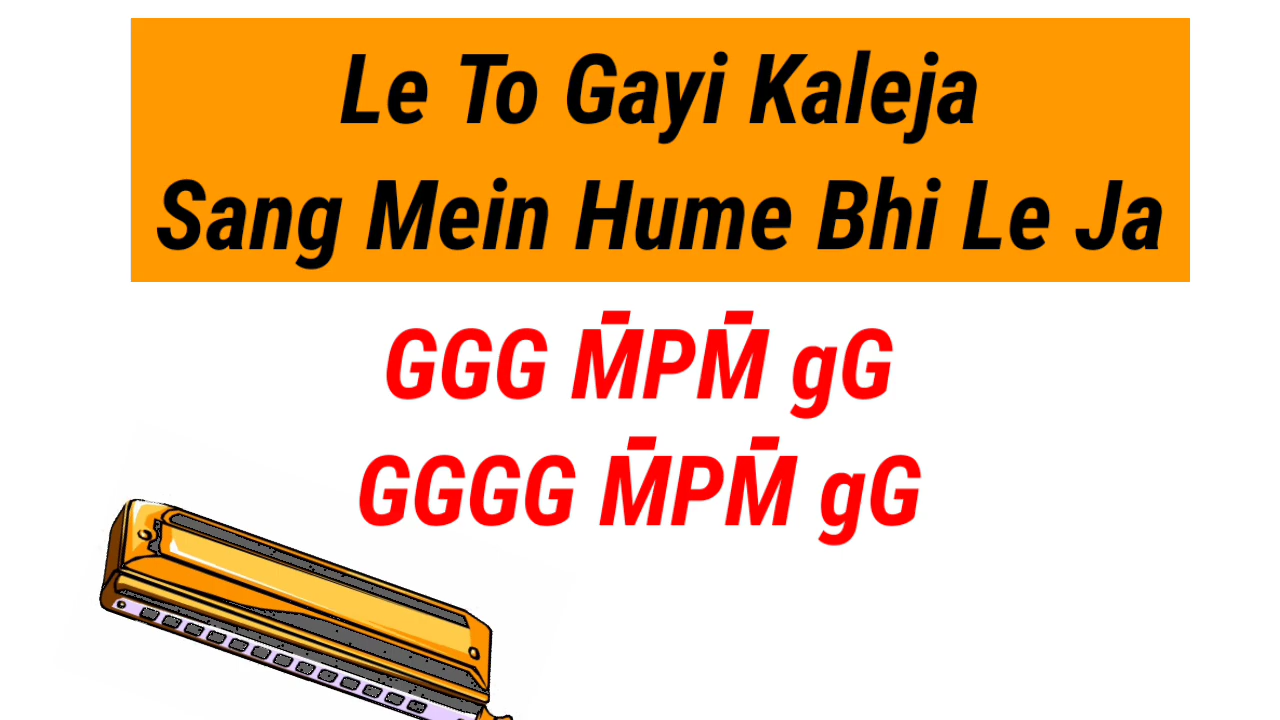 Le To Gayi Kaleja
Sang Mein Hume Bhi Le Ja
GGG M̄PM̄ gG
GGGG M̄PM̄ gG